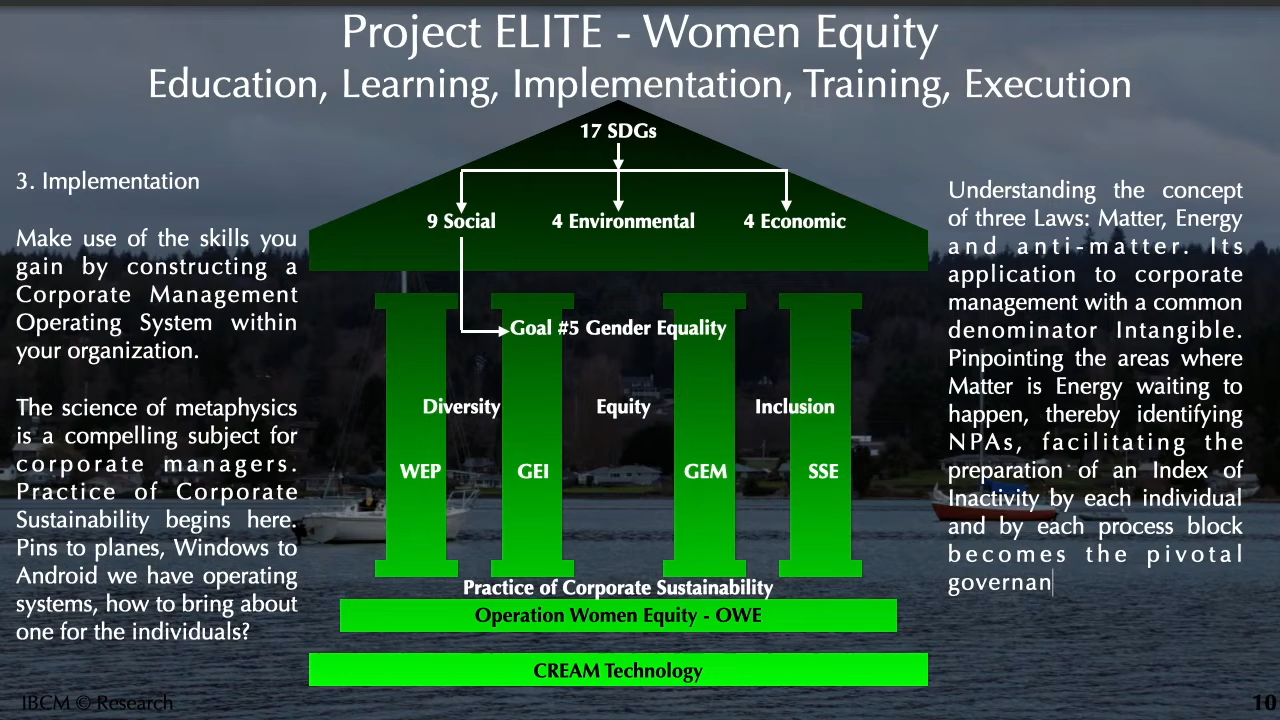 Project ELITE - Women Equity
Education, Learning, Implementation, Training, Execution
3. Implementation
Make use of the skills you
gain by constructing a
Corporate Management
Operating System within
your organization.
The science of metaphysics
is a compelling subject for
corporate managers.
Practice of Corporate
Sustainability begins here.
Pins to planes, Windows to
Android we have operating
systems, how to bring about
one for the individuals?
17 SDGs
9 Social
4 Environmental
4 Economic
Goal #5 Gender Equality
Diversity
Equity
Inclusion
WEP
GEI
GEM
SSE
Practice of Corporate Sustainability
Operation Women Equity - OWE
CREAM Technology
Understanding the concept
of three Laws: Matter, Energy
and anti-matter. Its
application to corporate
management with a common
denominator Intangible.
Pinpointing the areas where
Matter is Energy waiting to
happen, thereby identifying
NPAs, facilitating the
preparation of an Index of
Inactivity by each individual
and by each process block
becomes the pivotal
governan
IBCM © Research
10